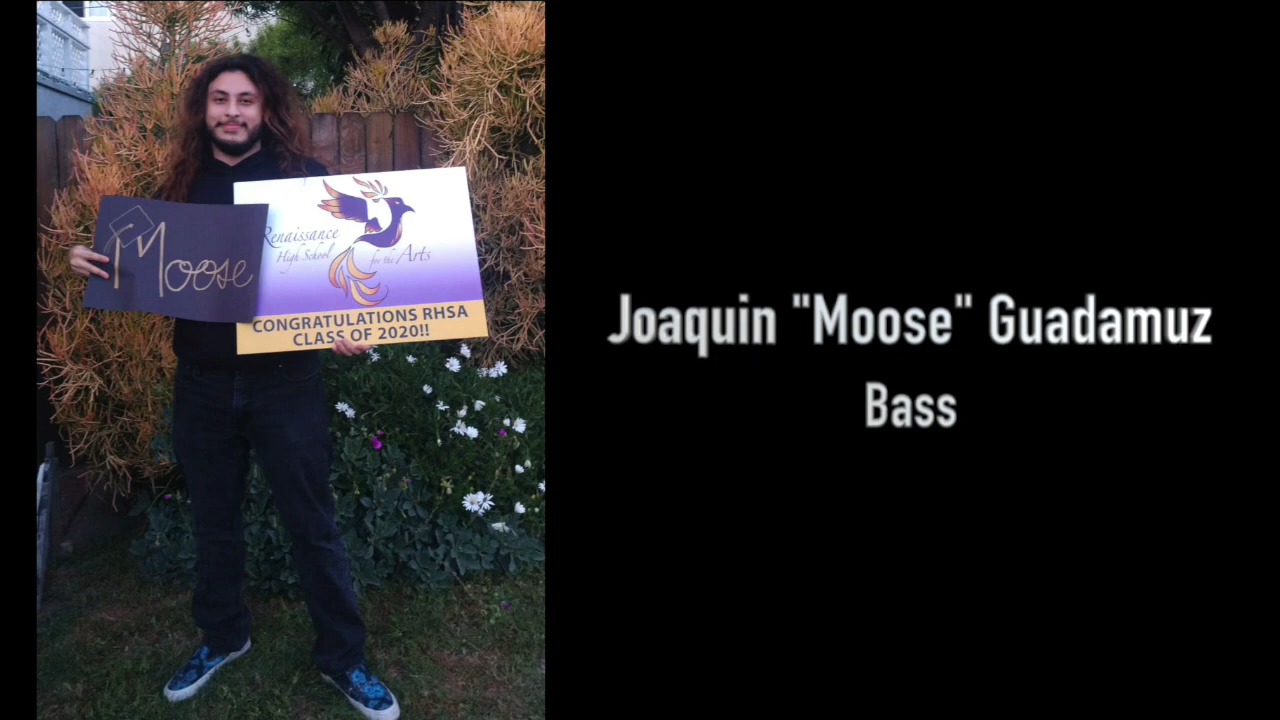 Moose
Renaissance
High School for the Arts
CONGRATULATIONS RHSA
CLASS OF 2020!!
Joaquin "Moose" Guadamuz
Bass